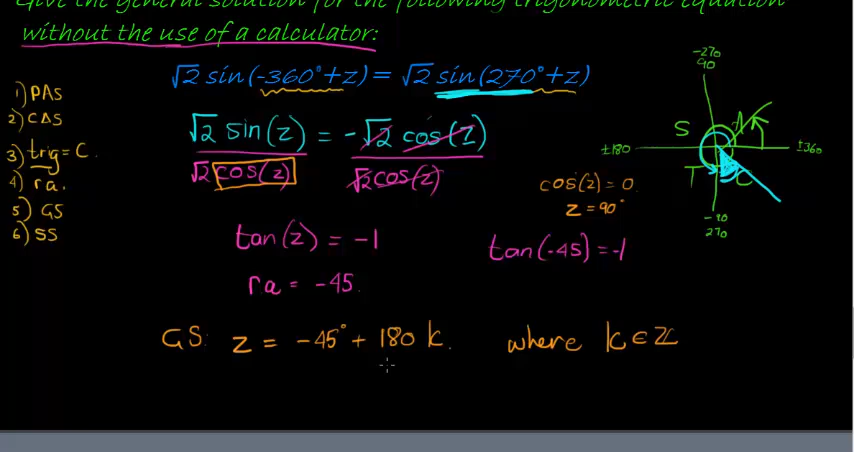 Give the general solution for the following trigonometric equation
without the use of a calculator:
√2 sin(-360°+z) = √2 sin(270°+z)
1) PAs
2) CAS
3) trig = C.
4) ra.
5) GS
6) SS
√2 sin(z) = -√2 cos(z)
√2 cos(z) √2 cos(z)
tan(z) = -1
ra = -45.
cos(z) = 0
z = 90°
tan(-45) = -1
GS: z = -45° + 180 k. where k ∈ ℤ
-270
90
S A
±180 ±360
T C
-90
270